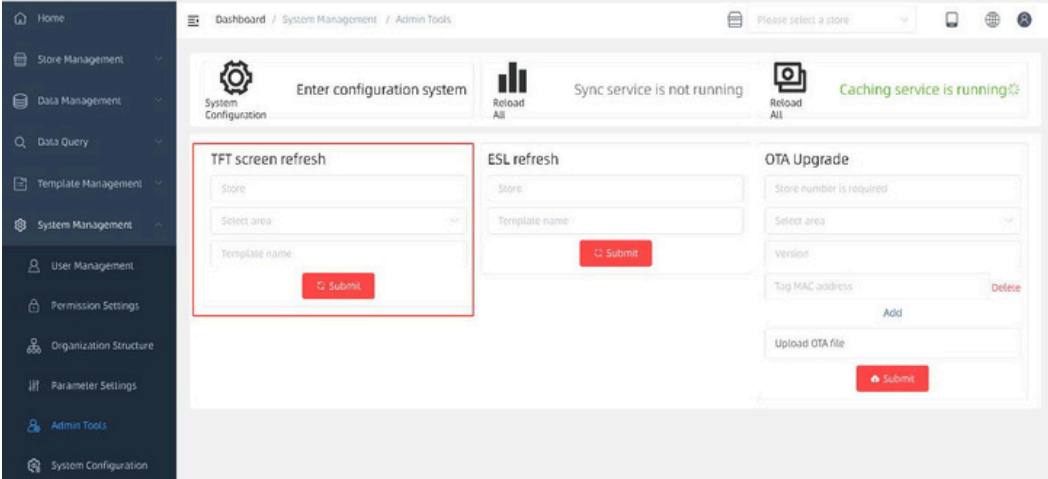 Home
Store Management
Data Management
Data Query
Template Management
System Management
User Management
Permission Settings
Organization Structure
Parameter Settings
Admin Tools
System Configuration
Dashboard / System Management / Admin Tools
Please select a store
System
Configuration
Enter configuration system
Reload
All
Sync service is not running
Reload
All
Caching service is running
TFT screen refresh
Store
Select area
Template name
Submit
ESL refresh
Store
Template name
Submit
OTA Upgrade
Store number is required
Select area
Version
Tag MAC address
Delete
Add
Upload OTA file
Submit